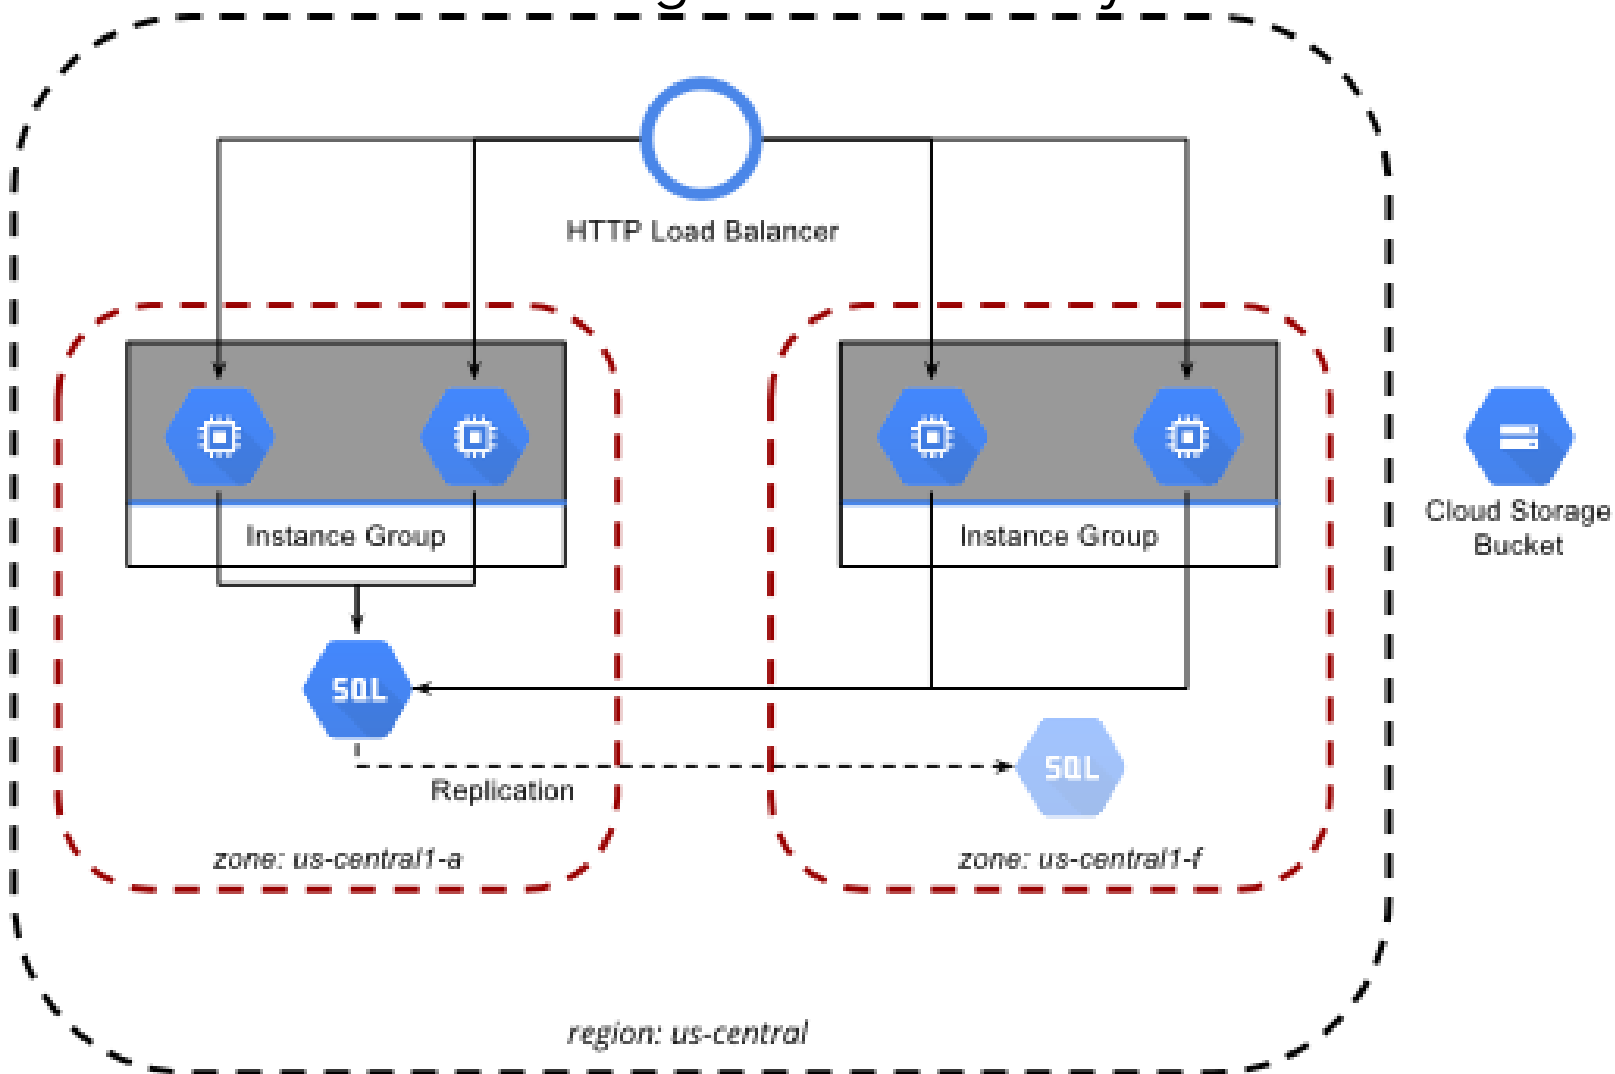 HTTP Load Balancer
Instance Group
Instance Group
Cloud Storage
Bucket
SQL
SQL
Replication
zone: us-central1-a
zone: us-central1-f
region: us-central